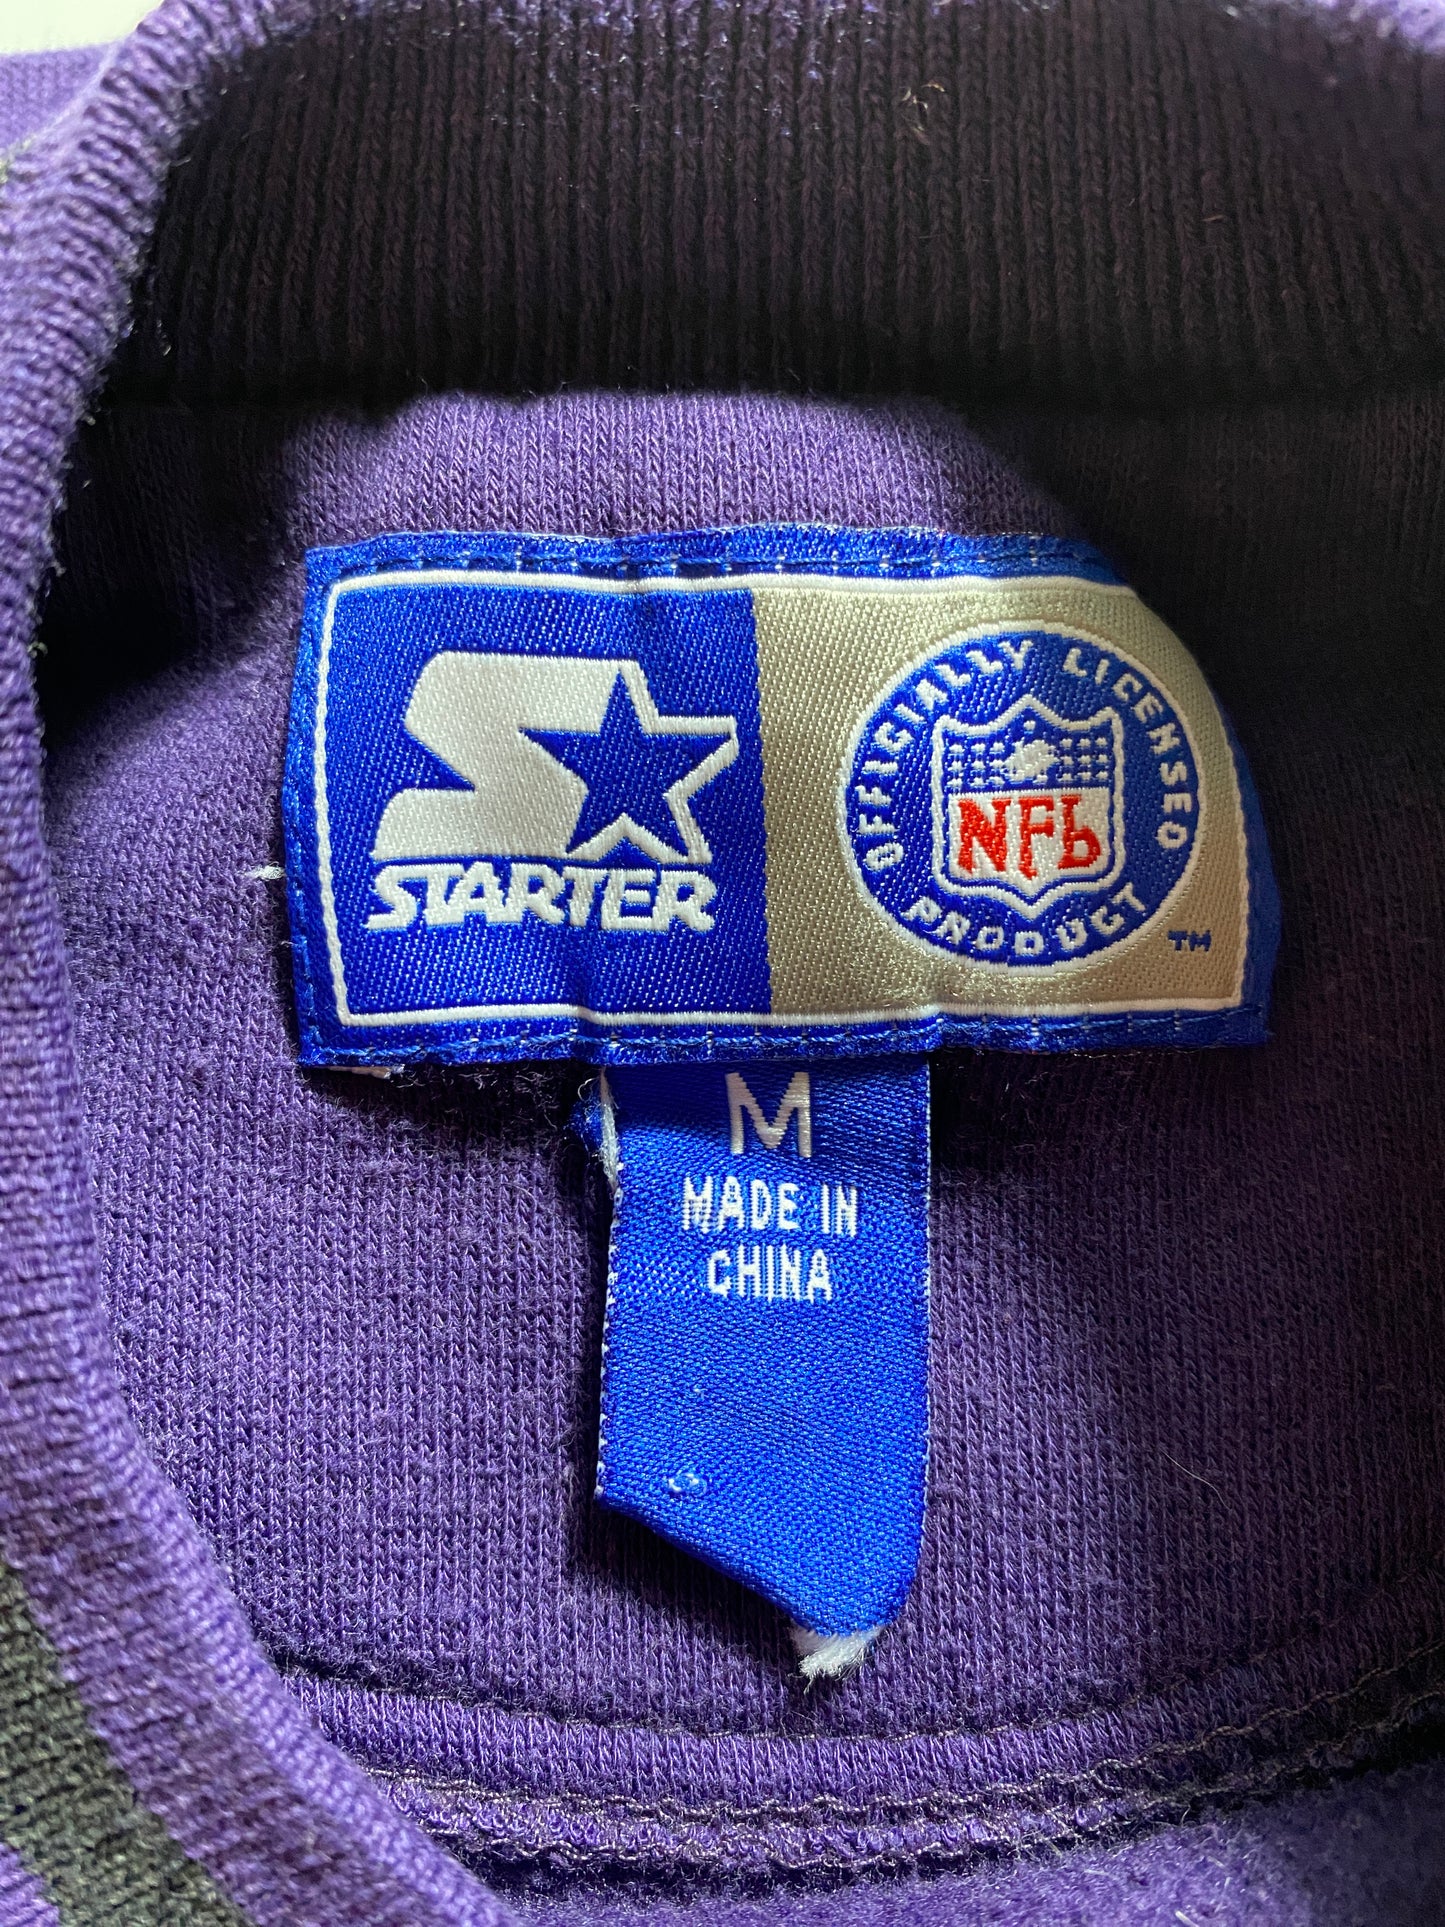 STARTER
OFFICIALLY LICENSED
NFL
PRODUCT
TM
M
MADE IN
CHINA